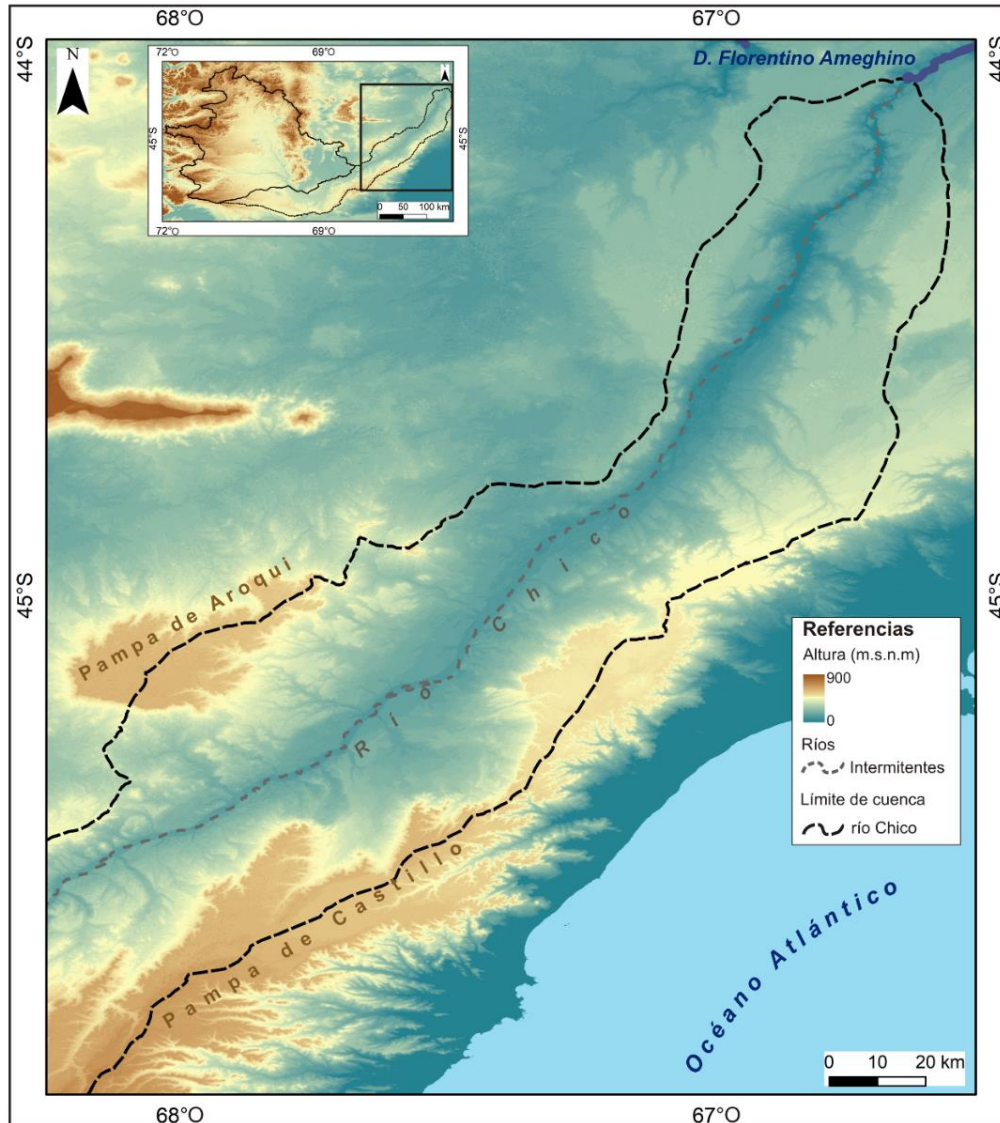 68°O
67°O
44°S
44°S
N
D. Florentino Ameghino
72°O
69°O
N
45°S
45°S
0 50 100 km
72°O
69°O
45°S
45°S
Pampa de Aroqui
Río Chico
Pampa de Castillo
Referencias
Altura (m.s.n.m)
900
0
Ríos
Intermitentes
Límite de cuenca
río Chico
Océano Atlántico
0 10 20 km
68°O
67°O